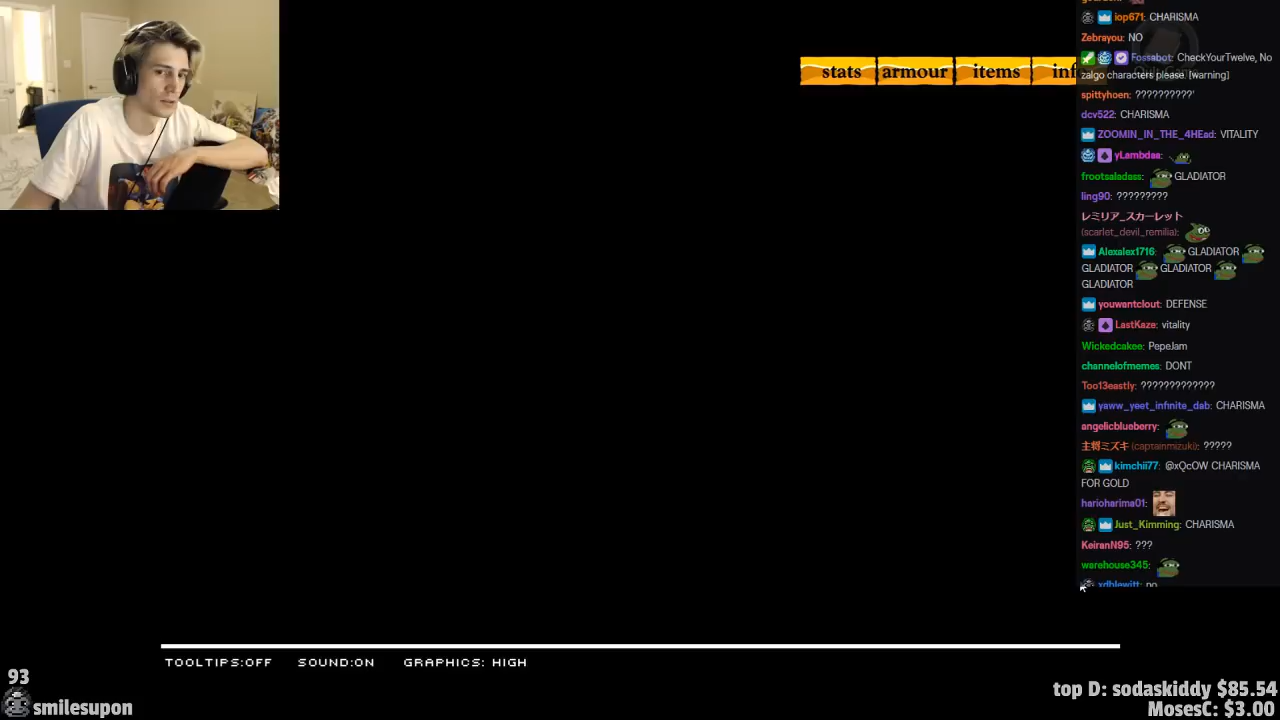 iop671: CHARISMA
Zebrayou: NO
Fossabot: CheckYourTwelve, No
zalgo characters please. [warning]
spittyhoen: ??????????'
dcv522: CHARISMA
ZOOMIN_IN_THE_4HEad: VITALITY
yLambdaa:
frootsaladass: GLADIATOR
ling90: ?????????
レミリア_スカーレット
(scarlet_devil_remilia):
Alexalex1716: GLADIATOR
GLADIATOR GLADIATOR
GLADIATOR
youwantclout: DEFENSE
LastKaze: vitality
Wickedcakee: PepeJam
channelofmemes: DONT
Too13eastly: ?????????????
yaww_yeet_infinite_dab: CHARISMA
angelicblueberry:
主将ミズキ (captainmizuki): ?????
kimchii77: @xQcOW CHARISMA
FOR GOLD
harioharima01:
Just_Kimming: CHARISMA
KeiranN95: ???
warehouse345:
xdblewitt: no
stats armour items inf
TOOLTIPS:OFF SOUND:ON GRAPHICS: HIGH
93
smilesupon
top D: sodaskiddy $85.54
MosesC: $3.00